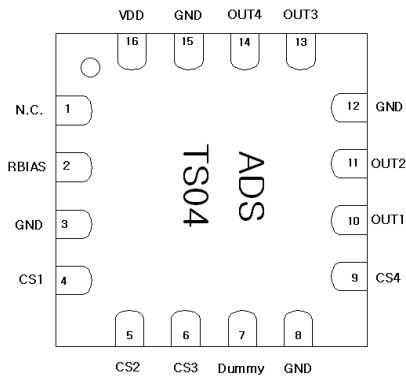 VDD GND OUT4 OUT3
16 15 14 13
N.C. 1
RBIAS 2
GND 3
CS1 4
12 GND
11 OUT2
10 OUT1
9 CS4
ADS
TS04
5 6 7 8
CS2 CS3 Dummy GND